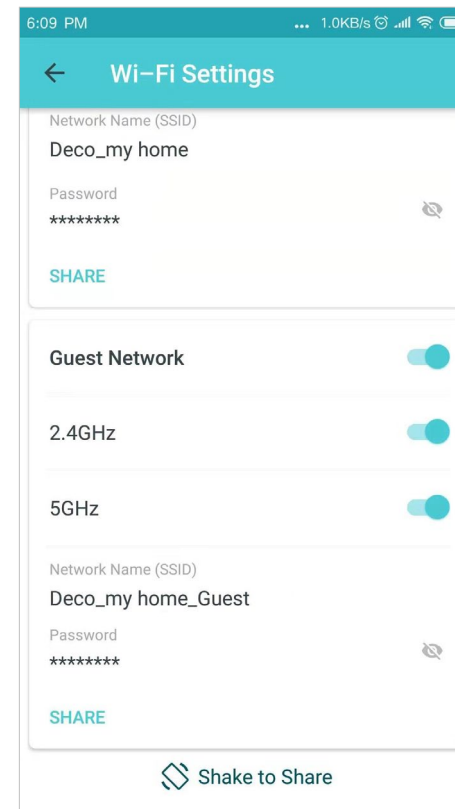 6:09 PM ... 1.0KB/s
Wi-Fi Settings
Network Name (SSID)
Deco_my home
Password
********
SHARE
Guest Network
2.4GHz
5GHz
Network Name (SSID)
Deco_my home_Guest
Password
********
SHARE
Shake to Share